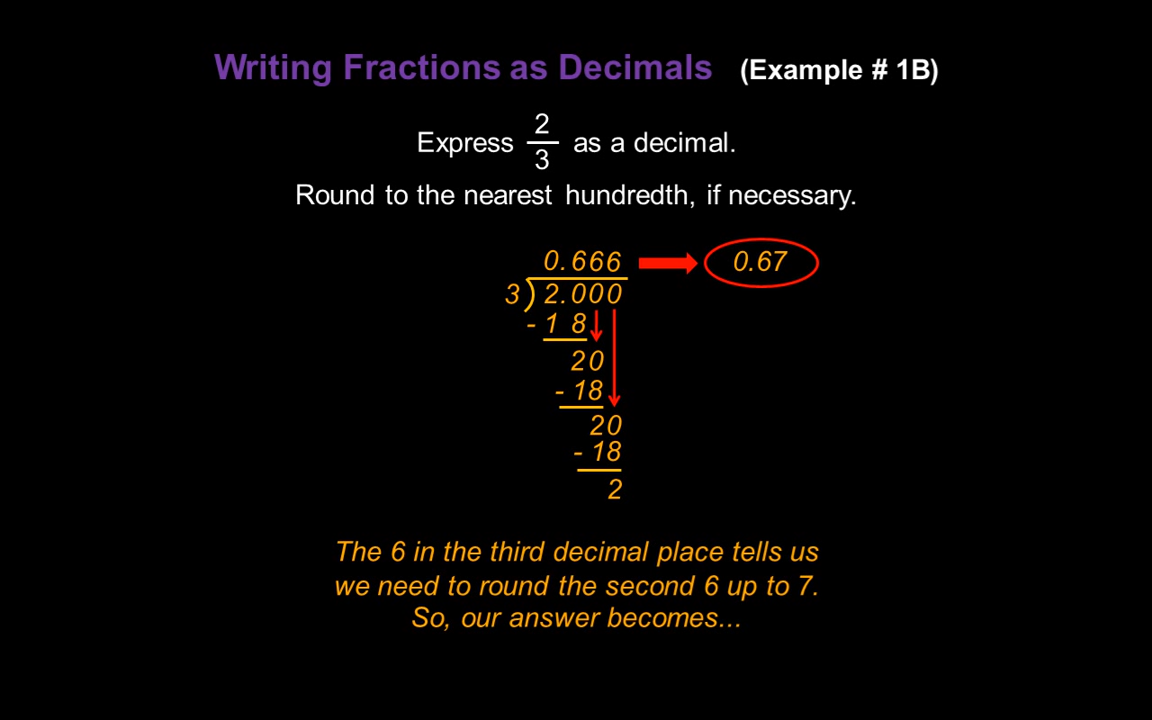 Writing Fractions as Decimals (Example # 1B)
Express 2/3 as a decimal.
Round to the nearest hundredth, if necessary.
0.666 0.67
3)2.000
- 1 8
20
- 18
20
- 18
2
The 6 in the third decimal place tells us
we need to round the second 6 up to 7.
So, our answer becomes...